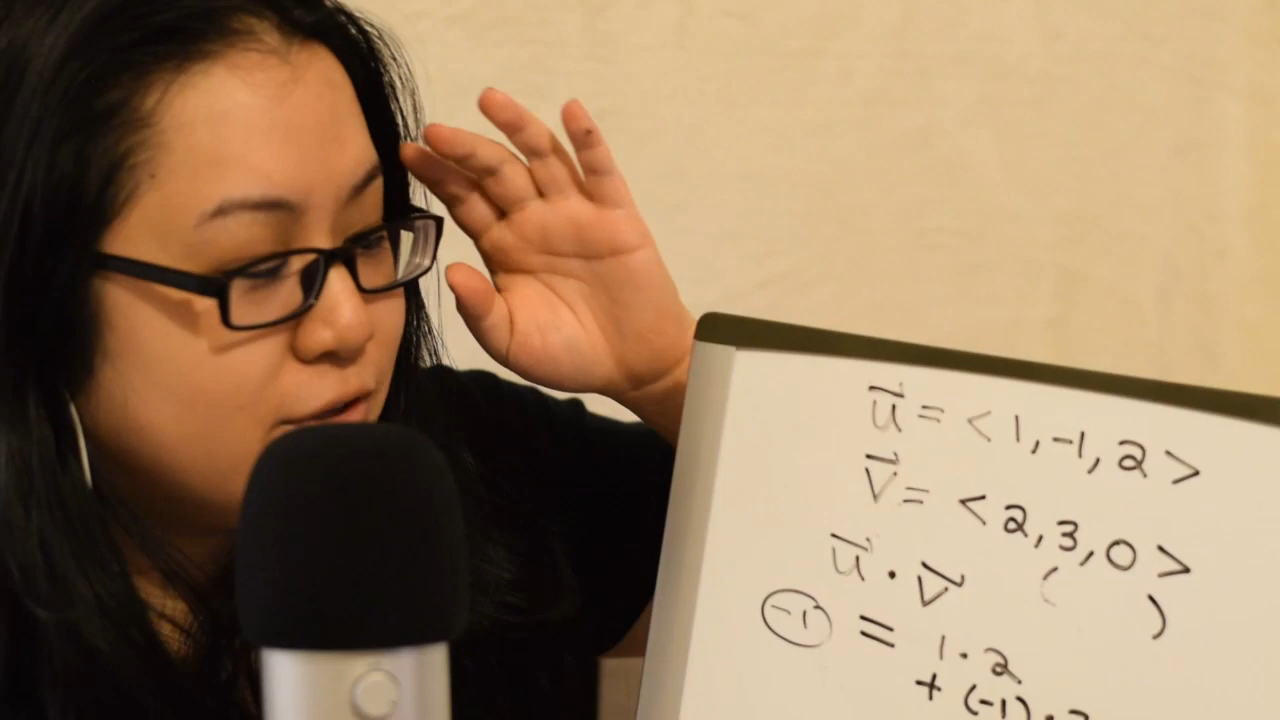 u⃗ = <1,-1,2>
v⃗ = <2,3,0>
u⃗ · v⃗ ( )
-1 = 1·2
+ (-1)·